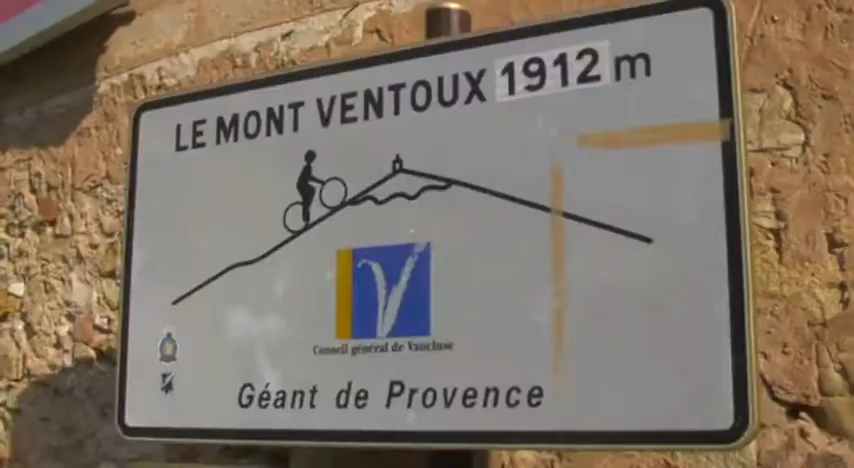 LE MONT VENTOUX 1912 m
Conseil général de Vaucluse
Géant de Provence